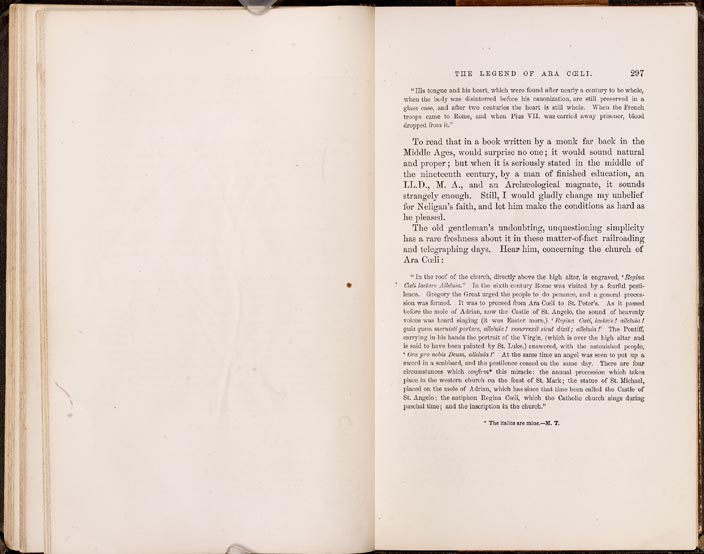 THE LEGEND OF ARA CŒLI. 297
"His tongue and his heart, which were found after nearly a century to be whole,
when the body was disinterred before his canonization, are still preserved in a
glass case, and after two centuries the heart is still whole. When the French
troops came to Rome, and when Pius VII. was carried away prisoner, blood
dropped from it."
To read that in a book written by a monk far back in the
Middle Ages, would surprise no one; it would sound natural
and proper; but when it is seriously stated in the middle of
the nineteenth century, by a man of finished education, an
LL.D., M. A., and an Archæological magnate, it sounds
strangely enough. Still, I would gladly change my unbelief
for Neligan's faith, and let him make the conditions as hard as
he pleased.
The old gentleman's undoubting, unquestioning simplicity
has a rare freshness about it in these matter-of-fact railroading
and telegraphing days. Hear him, concerning the church of
Ara Cœli:
"In the roof of the church, directly above the high altar, is engraved, 'Regina
Cœli laetare Alleluia." In the sixth century Rome was visited by a fearful pesti-
lence. Gregory the Great urged the people to do penance, and a general proces-
sion was formed. It was to proceed from Ara Cœli to St. Peter's. As it passed
before the mole of Adrian, now the Castle of St. Angelo, the sound of heavenly
voices was heard singing (it was Easter morn,) 'Regina Cœli, laetare! alleluia!
quia quem meruisti portare, alleluia! resurrexit sicut dixit; alleluia!' The Pontiff,
carrying in his hands the portrait of the Virgin, (which is over the high altar and
is said to have been painted by St. Luke,) answered, with the astonished people,
'Ora pro nobis Deum, alleluia!' At the same time an angel was seen to put up a
sword in a scabbard, and the pestilence ceased on the same day. There are four
circumstances which confirm* this miracle: the annual procession which takes
place in the western church on the feast of St. Mark; the statue of St. Michael,
placed on the mole of Adrian, which has since that time been called the Castle of
St. Angelo; the antiphon Regina Cœli, which the Catholic church sings during
paschal time; and the inscription in the church."
* The italics are mine.—M. T.